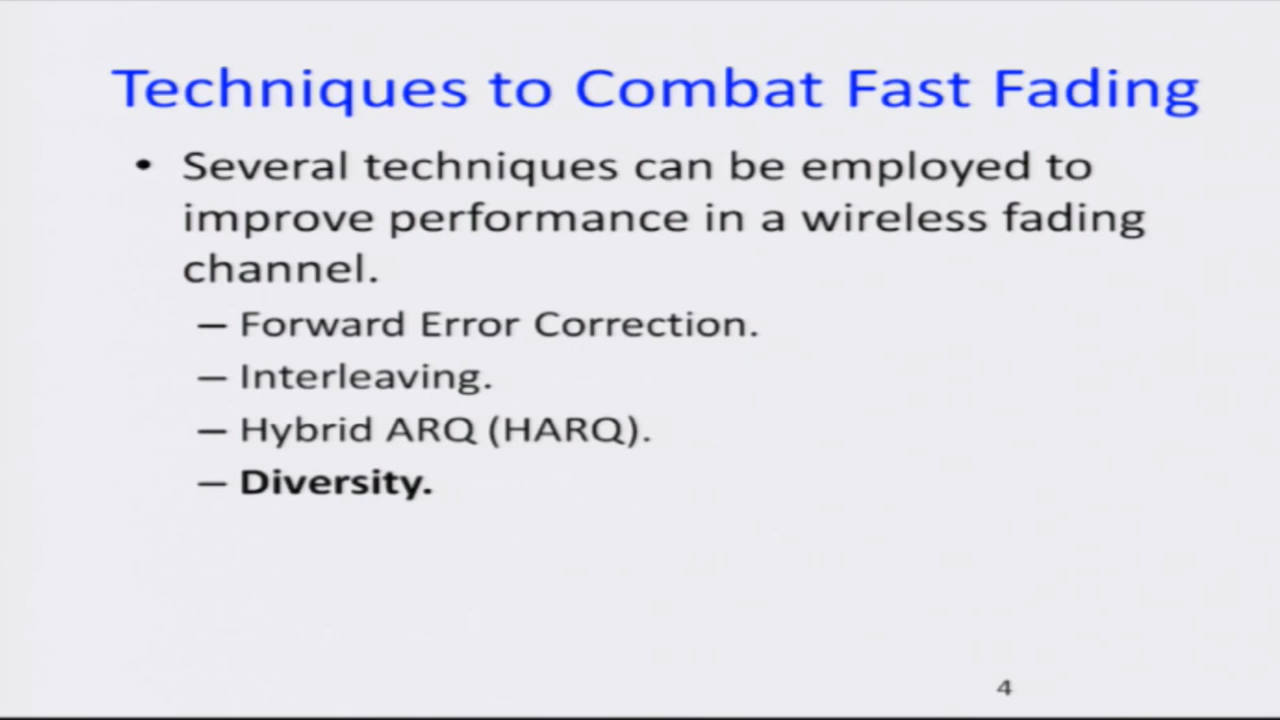 Techniques to Combat Fast Fading
• Several techniques can be employed to
improve performance in a wireless fading
channel.
– Forward Error Correction.
– Interleaving.
– Hybrid ARQ (HARQ).
– Diversity.
4